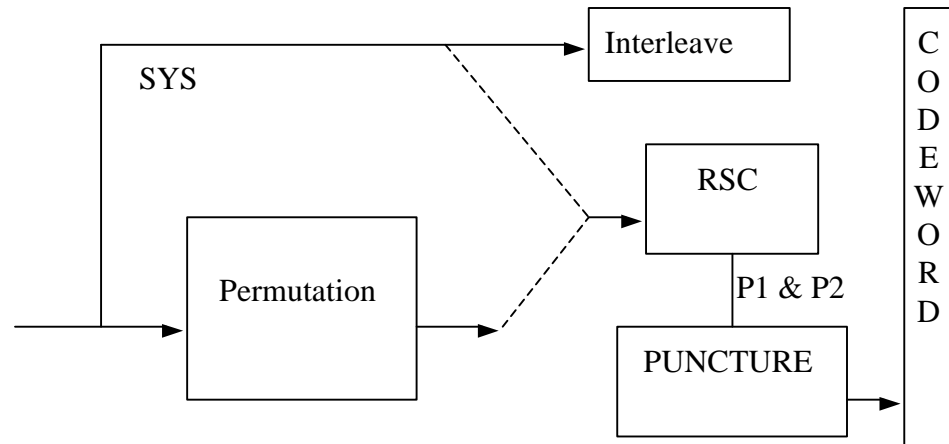 Interleave
SYS
RSC
Permutation
P1 & P2
PUNCTURE
C
O
D
E
W
O
R
D